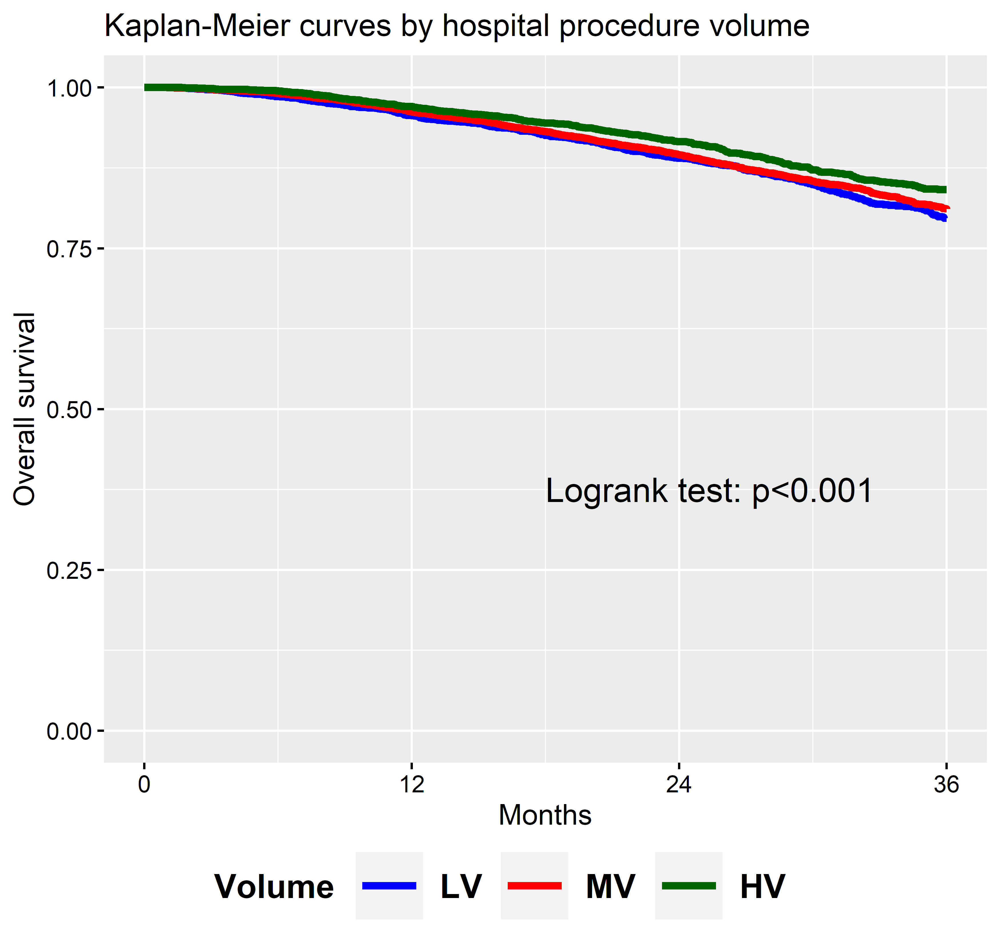 Kaplan-Meier curves by hospital procedure volume
1.00
0.75
0.50
0.25
0.00
Overall survival
Logrank test: p<0.001
0 12 24 36
Months
Volume LV MV HV